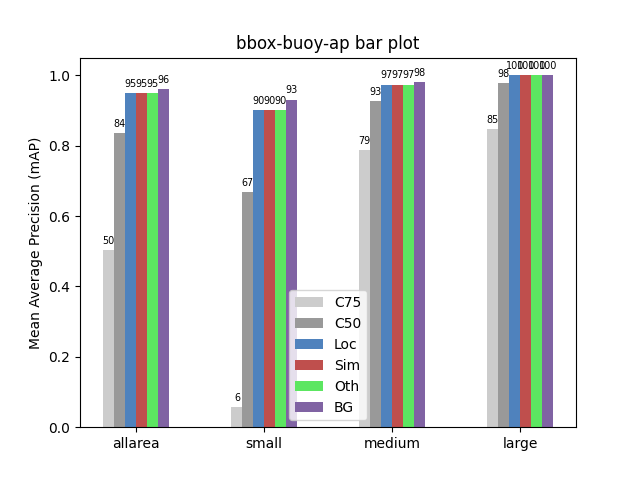 bbox-buoy-ap bar plot
Mean Average Precision (mAP)
1.0
0.8
0.6
0.4
0.2
0.0
50 84 95 95 95 96
6 67 90 90 90 93
79 93 97 97 97 98
85 98 100 100 100 100
C75
C50
Loc
Sim
Oth
BG
allarea small medium large